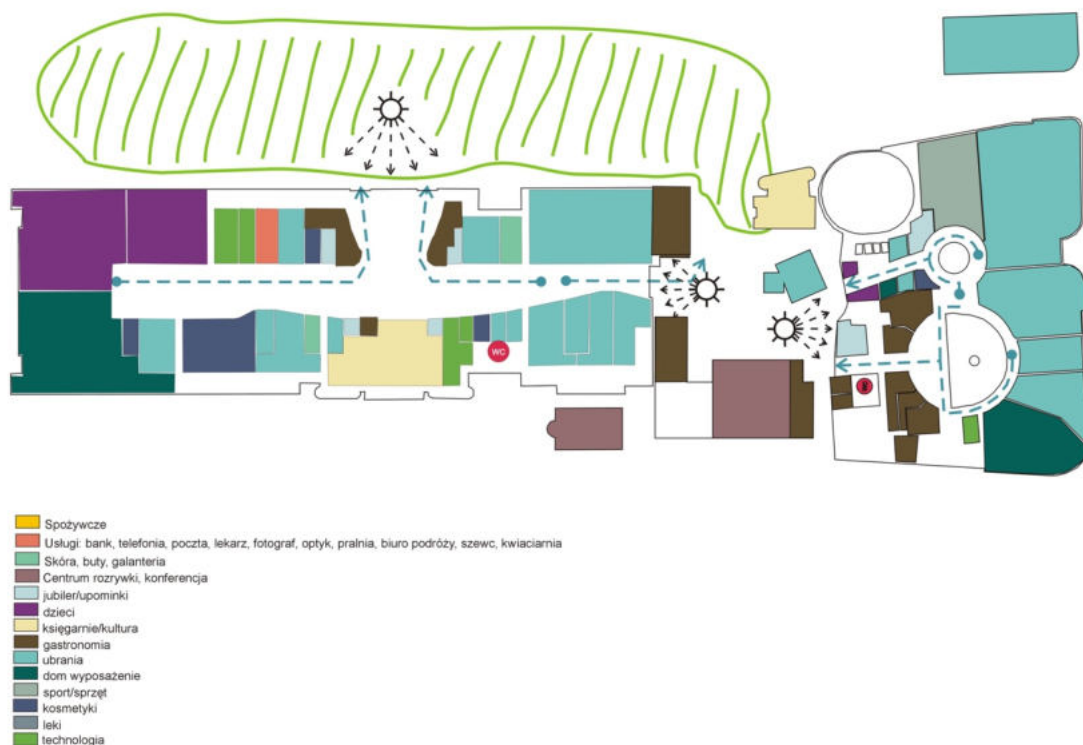 WC
Spożywcze
Usługi: bank, telefonia, poczta, lekarz, fotograf, optyk, pralnia, biuro podróży, szewc, kwiaciarnia
Skóra, buty, galanteria
Centrum rozrywki, konferencja
jubiler/upominki
dzieci
księgarnie/kultura
gastronomia
ubrania
dom wyposażenie
sport/sprzęt
kosmetyki
leki
technologia